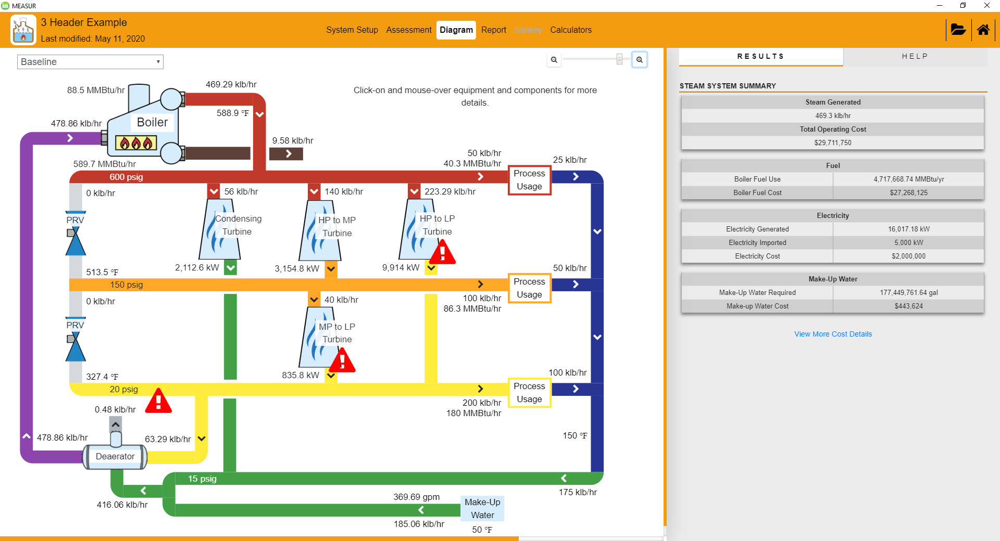 MEASUR
3 Header Example
Last modified: May 11, 2020
System Setup Assessment Diagram Report Sankey Calculators
Baseline
Click-on and mouse-over equipment and components for more
details.
88.5 MMBtu/hr
469.29 klb/hr
588.9 °F
478.86 klb/hr
Boiler
9.58 klb/hr
589.7 MMBtu/hr
600 psig
50 klb/hr
40.3 MMBtu/hr
Process
Usage
25 klb/hr
0 klb/hr
56 klb/hr
140 klb/hr
223.29 klb/hr
PRV
Condensing
Turbine
HP to MP
Turbine
HP to LP
Turbine
2,112.6 kW
3,154.8 kW
9,914 kW
513.5 °F
150 psig
50 klb/hr
Process
Usage
0 klb/hr
40 klb/hr
100 klb/hr
86.3 MMBtu/hr
PRV
MP to LP
Turbine
835.8 kW
327.4 °F
20 psig
100 klb/hr
Process
Usage
200 klb/hr
180 MMBtu/hr
0.48 klb/hr
478.86 klb/hr
63.29 klb/hr
150 °F
Deaerator
15 psig
175 klb/hr
416.06 klb/hr
369.69 gpm
185.06 klb/hr
Make-Up
Water
50 °F
RESULTS
HELP
STEAM SYSTEM SUMMARY
Steam Generated
469.3 klb/hr
Total Operating Cost
$29,711,750
Fuel
Boiler Fuel Use 4,717,668.74 MMBtu/yr
Boiler Fuel Cost $27,268,125
Electricity
Electricity Generated 16,017.18 kW
Electricity Imported 5,000 kW
Electricity Cost $2,000,000
Make-Up Water
Make-Up Water Required 177,449,761.64 gal
Make-up Water Cost $443,624
View More Cost Details